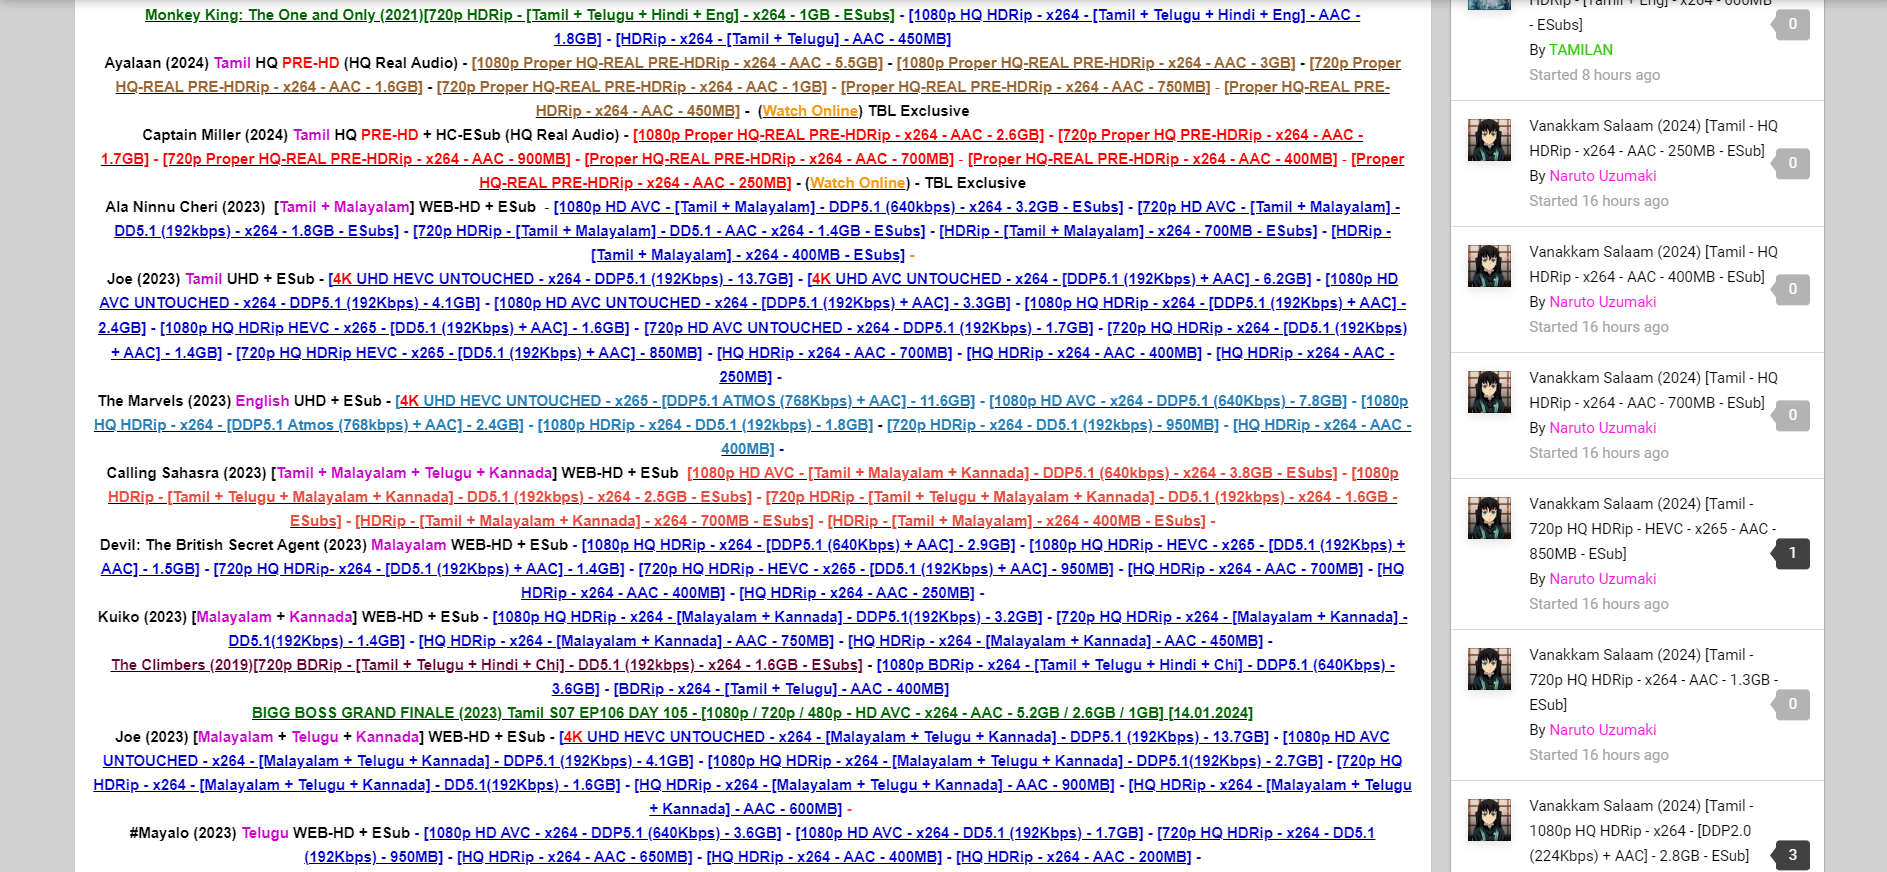 Monkey King: The One and Only (2021)[720p HDRip - [Tamil + Telugu + Hindi + Eng] - x264 - 1GB - ESubs] - [1080p HQ HDRip - x264 - [Tamil + Telugu + Hindi + Eng] - AAC -
1.8GB] - [HDRip - x264 - [Tamil + Telugu] - AAC - 450MB]
Ayalaan (2024) Tamil HQ PRE-HD (HQ Real Audio) - [1080p Proper HQ-REAL PRE-HDRip - x264 - AAC - 5.5GB] - [1080p Proper HQ-REAL PRE-HDRip - x264 - AAC - 3GB] - [720p Proper
HQ-REAL PRE-HDRip - x264 - AAC - 1.6GB] - [720p Proper HQ-REAL PRE-HDRip - x264 - AAC - 1GB] - [Proper HQ-REAL PRE-HDRip - x264 - AAC - 750MB] - [Proper HQ-REAL PRE-
HDRip - x264 - AAC - 450MB] - (Watch Online) TBL Exclusive
Captain Miller (2024) Tamil HQ PRE-HD + HC-ESub (HQ Real Audio) - [1080p Proper HQ-REAL PRE-HDRip - x264 - AAC - 2.6GB] - [720p Proper HQ PRE-HDRip - x264 - AAC -
1.7GB] - [720p Proper HQ-REAL PRE-HDRip - x264 - AAC - 900MB] - [Proper HQ-REAL PRE-HDRip - x264 - AAC - 700MB] - [Proper HQ-REAL PRE-HDRip - x264 - AAC - 400MB] - [Proper
HQ-REAL PRE-HDRip - x264 - AAC - 250MB] - (Watch Online) - TBL Exclusive
Ala Ninnu Cheri (2023) [Tamil + Malayalam] WEB-HD + ESub - [1080p HD AVC - [Tamil + Malayalam] - DDP5.1 (640kbps) - x264 - 3.2GB - ESubs] - [720p HD AVC - [Tamil + Malayalam] -
DD5.1 (192kbps) - x264 - 1.8GB - ESubs] - [720p HDRip - [Tamil + Malayalam] - DD5.1 - AAC - x264 - 1.4GB - ESubs] - [HDRip - [Tamil + Malayalam] - x264 - 700MB - ESubs] - [HDRip -
[Tamil + Malayalam] - x264 - 400MB - ESubs] -
Joe (2023) Tamil UHD + ESub - [4K UHD HEVC UNTOUCHED - x264 - DDP5.1 (192Kbps) - 13.7GB] - [4K UHD AVC UNTOUCHED - x264 - [DDP5.1 (192Kbps) + AAC] - 6.2GB] - [1080p HD
AVC UNTOUCHED - x264 - DDP5.1 (192Kbps) - 4.1GB] - [1080p HD AVC UNTOUCHED - x264 - [DDP5.1 (192Kbps) + AAC] - 3.3GB] - [1080p HQ HDRip - x264 - [DDP5.1 (192Kbps) + AAC] -
2.4GB] - [1080p HQ HDRip HEVC - x265 - [DD5.1 (192Kbps) + AAC] - 1.6GB] - [720p HD AVC UNTOUCHED - x264 - DDP5.1 (192Kbps) - 1.7GB] - [720p HQ HDRip - x264 - [DD5.1 (192Kbps)
+ AAC] - 1.4GB] - [720p HQ HDRip HEVC - x265 - [DD5.1 (192Kbps) + AAC] - 850MB] - [HQ HDRip - x264 - AAC - 700MB] - [HQ HDRip - x264 - AAC - 400MB] - [HQ HDRip - x264 - AAC -
250MB] -
The Marvels (2023) English UHD + ESub - [4K UHD HEVC UNTOUCHED - x265 - [DDP5.1 ATMOS (768Kbps) + AAC] - 11.6GB] - [1080p HD AVC - x264 - DDP5.1 (640Kbps) - 7.8GB] - [1080p
HQ HDRip - x264 - [DDP5.1 Atmos (768kbps) + AAC] - 2.4GB] - [1080p HDRip - x264 - DD5.1 (192kbps) - 1.8GB] - [720p HDRip - x264 - DD5.1 (192kbps) - 950MB] - [HQ HDRip - x264 - AAC -
400MB] -
Calling Sahasra (2023) [Tamil + Malayalam + Telugu + Kannada] WEB-HD + ESub [1080p HD AVC - [Tamil + Malayalam + Kannada] - DDP5.1 (640kbps) - x264 - 3.8GB - ESubs] - [1080p
HDRip - [Tamil + Telugu + Malayalam + Kannada] - DD5.1 (192kbps) - x264 - 2.5GB - ESubs] - [720p HDRip - [Tamil + Telugu + Malayalam + Kannada] - DD5.1 (192kbps) - x264 - 1.6GB -
ESubs] - [HDRip - [Tamil + Malayalam + Kannada] - x264 - 700MB - ESubs] - [HDRip - [Tamil + Malayalam] - x264 - 400MB - ESubs] -
Devil: The British Secret Agent (2023) Malayalam WEB-HD + ESub - [1080p HQ HDRip - x264 - [DDP5.1 (640Kbps) + AAC] - 2.9GB] - [1080p HQ HDRip - HEVC - x265 - [DD5.1 (192Kbps) +
AAC] - 1.5GB] - [720p HQ HDRip- x264 - [DD5.1 (192Kbps) + AAC] - 1.4GB] - [720p HQ HDRip - HEVC - x265 - [DD5.1 (192Kbps) + AAC] - 950MB] - [HQ HDRip - x264 - AAC - 700MB] - [HQ
HDRip - x264 - AAC - 400MB] - [HQ HDRip - x264 - AAC - 250MB] -
Kuiko (2023) [Malayalam + Kannada] WEB-HD + ESub - [1080p HQ HDRip - x264 - [Malayalam + Kannada] - DDP5.1(192Kbps) - 3.2GB] - [720p HQ HDRip - x264 - [Malayalam + Kannada] -
DD5.1(192Kbps) - 1.4GB] - [HQ HDRip - x264 - [Malayalam + Kannada] - AAC - 750MB] - [HQ HDRip - x264 - [Malayalam + Kannada] - AAC - 450MB] -
The Climbers (2019)[720p BDRip - [Tamil + Telugu + Hindi + Chi] - DD5.1 (192kbps) - x264 - 1.6GB - ESubs] - [1080p BDRip - x264 - [Tamil + Telugu + Hindi + Chi] - DDP5.1 (640Kbps) -
3.6GB] - [BDRip - x264 - [Tamil + Telugu] - AAC - 400MB]
BIGG BOSS GRAND FINALE (2023) Tamil S07 EP106 DAY 105 - [1080p / 720p / 480p - HD AVC - x264 - AAC - 5.2GB / 2.6GB / 1GB] [14.01.2024]
Joe (2023) [Malayalam + Telugu + Kannada] WEB-HD + ESub - [4K UHD HEVC UNTOUCHED - x264 - [Malayalam + Telugu + Kannada] - DDP5.1 (192Kbps) - 13.7GB] - [1080p HD AVC
UNTOUCHED - x264 - [Malayalam + Telugu + Kannada] - DDP5.1 (192Kbps) - 4.1GB] - [1080p HQ HDRip - x264 - [Malayalam + Telugu + Kannada] - DDP5.1(192Kbps) - 2.7GB] - [720p HQ
HDRip - x264 - [Malayalam + Telugu + Kannada] - DD5.1(192Kbps) - 1.6GB] - [HQ HDRip - x264 - [Malayalam + Telugu + Kannada] - AAC - 900MB] - [HQ HDRip - x264 - [Malayalam + Telugu
+ Kannada] - AAC - 600MB] -
#Mayalo (2023) Telugu WEB-HD + ESub - [1080p HD AVC - x264 - DDP5.1 (640Kbps) - 3.6GB] - [1080p HD AVC - x264 - DD5.1 (192Kbps) - 1.7GB] - [720p HQ HDRip - x264 - DD5.1
(192Kbps) - 950MB] - [HQ HDRip - x264 - AAC - 650MB] - [HQ HDRip - x264 - AAC - 400MB] - [HQ HDRip - x264 - AAC - 200MB] -
HDRip - [Tamil + Eng] - x264 - 600MB
- ESubs]
0
By TAMILAN
Started 8 hours ago
Vanakkam Salaam (2024) [Tamil - HQ
HDRip - x264 - AAC - 250MB - ESub]
0
By Naruto Uzumaki
Started 16 hours ago
Vanakkam Salaam (2024) [Tamil - HQ
HDRip - x264 - AAC - 400MB - ESub]
0
By Naruto Uzumaki
Started 16 hours ago
Vanakkam Salaam (2024) [Tamil - HQ
HDRip - x264 - AAC - 700MB - ESub]
0
By Naruto Uzumaki
Started 16 hours ago
Vanakkam Salaam (2024) [Tamil -
720p HQ HDRip - HEVC - x265 - AAC -
850MB - ESub]
1
By Naruto Uzumaki
Started 16 hours ago
Vanakkam Salaam (2024) [Tamil -
720p HQ HDRip - x264 - AAC - 1.3GB -
ESub]
0
By Naruto Uzumaki
Started 16 hours ago
Vanakkam Salaam (2024) [Tamil -
1080p HQ HDRip - x264 - [DDP2.0
(224Kbps) + AAC] - 2.8GB - ESub]
3